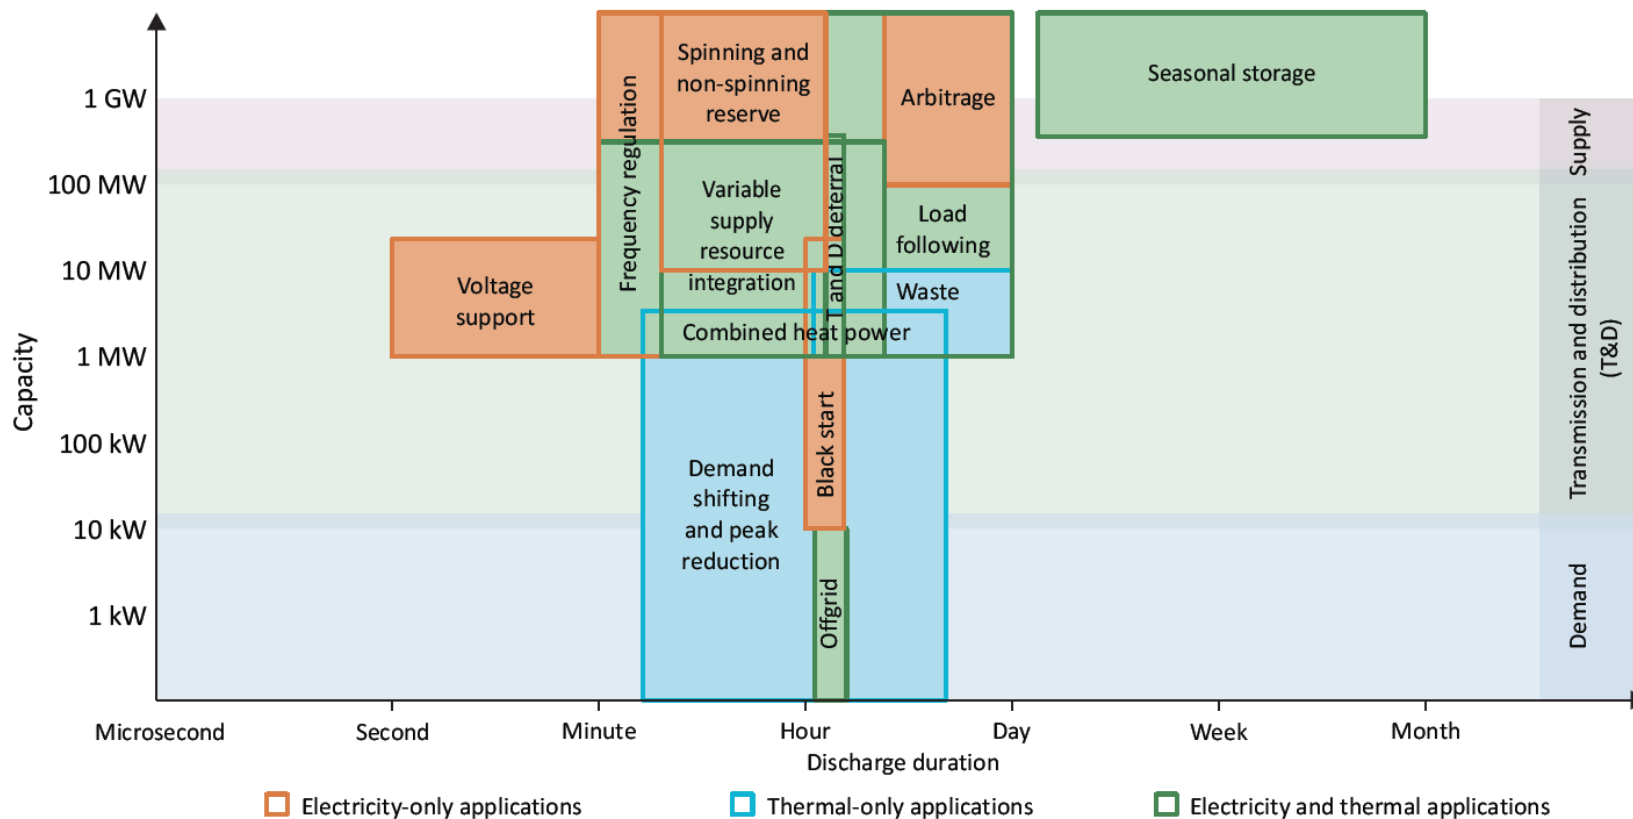 Capacity
1 GW
100 MW
10 MW
1 MW
100 kW
10 kW
1 kW
Voltage
support
Frequency regulation
Spinning and
non-spinning
reserve
Variable
supply
resource
integration
T and D deferral
Arbitrage
Load
following
Waste
Combined heat power
Demand
shifting
and peak
reduction
Black start
Offgrid
Seasonal storage
Supply
Transmission and distribution
(T&D)
Demand
Microsecond
Second
Minute
Hour
Day
Week
Month
Discharge duration
Electricity-only applications
Thermal-only applications
Electricity and thermal applications